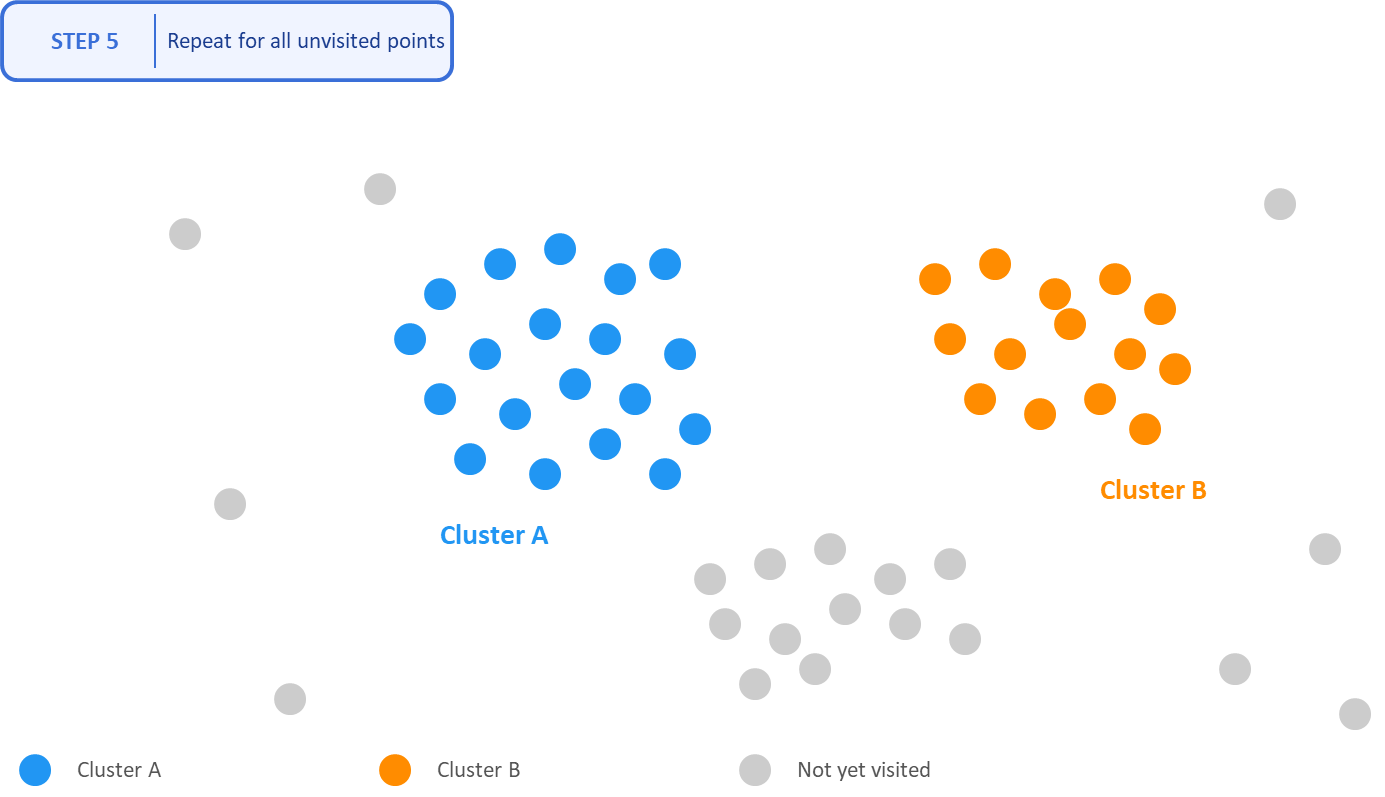 STEP 5
Repeat for all unvisited points
Cluster A
Cluster B
Cluster A
Cluster B
Not yet visited